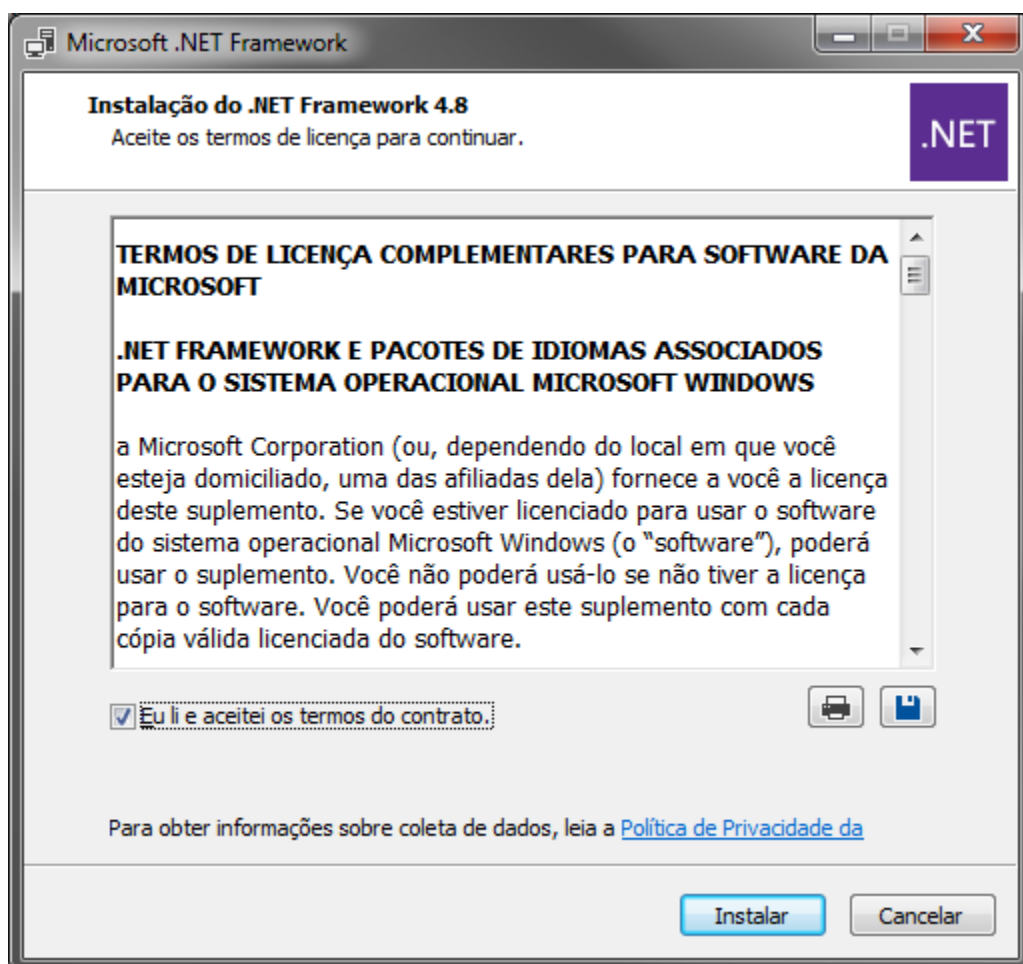 Microsoft .NET Framework
Instalação do .NET Framework 4.8
Aceite os termos de licença para continuar.
.NET
TERMOS DE LICENÇA COMPLEMENTARES PARA SOFTWARE DA
MICROSOFT
.NET FRAMEWORK E PACOTES DE IDIOMAS ASSOCIADOS
PARA O SISTEMA OPERACIONAL MICROSOFT WINDOWS
a Microsoft Corporation (ou, dependendo do local em que você
esteja domiciliado, uma das afiliadas dela) fornece a você a licença
deste suplemento. Se você estiver licenciado para usar o software
do sistema operacional Microsoft Windows (o “software”), poderá
usar o suplemento. Você não poderá usá-lo se não tiver a licença
para o software. Você poderá usar este suplemento com cada
cópia válida licenciada do software.
Eu li e aceitei os termos do contrato.
Para obter informações sobre coleta de dados, leia a Política de Privacidade da
Instalar Cancelar